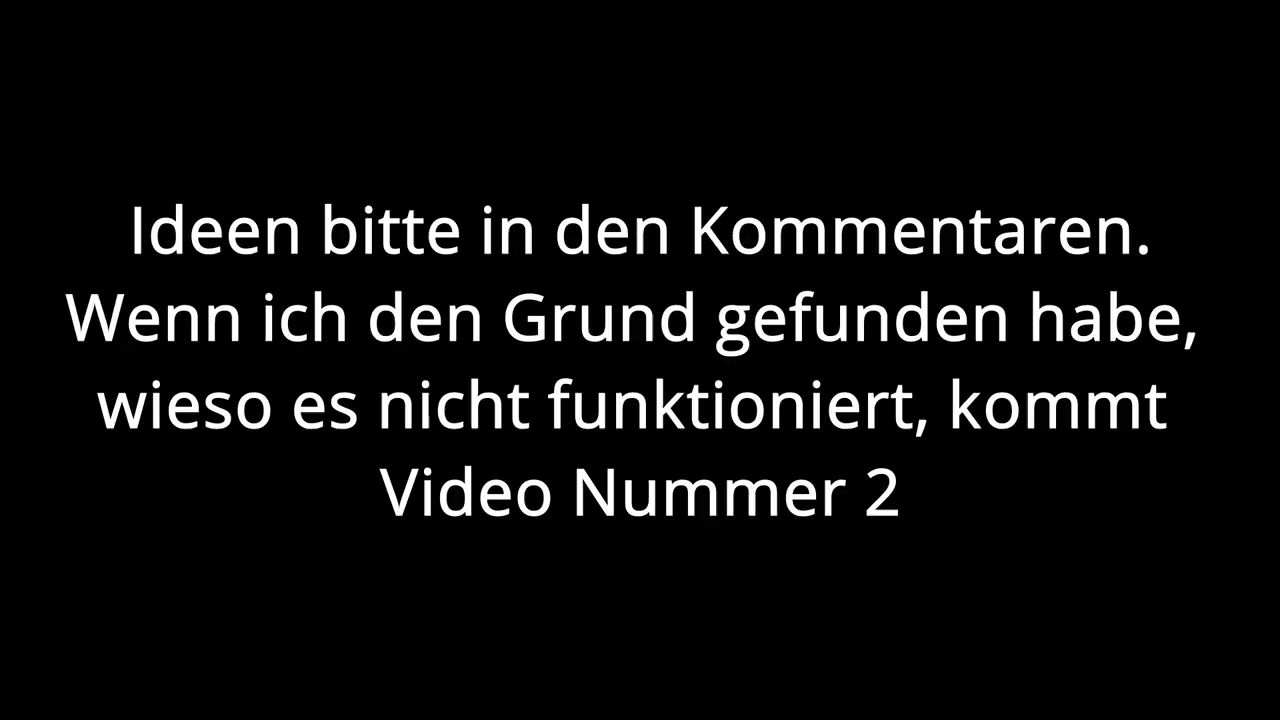 Ideen bitte in den Kommentaren.
Wenn ich den Grund gefunden habe,
wieso es nicht funktioniert, kommt
Video Nummer 2